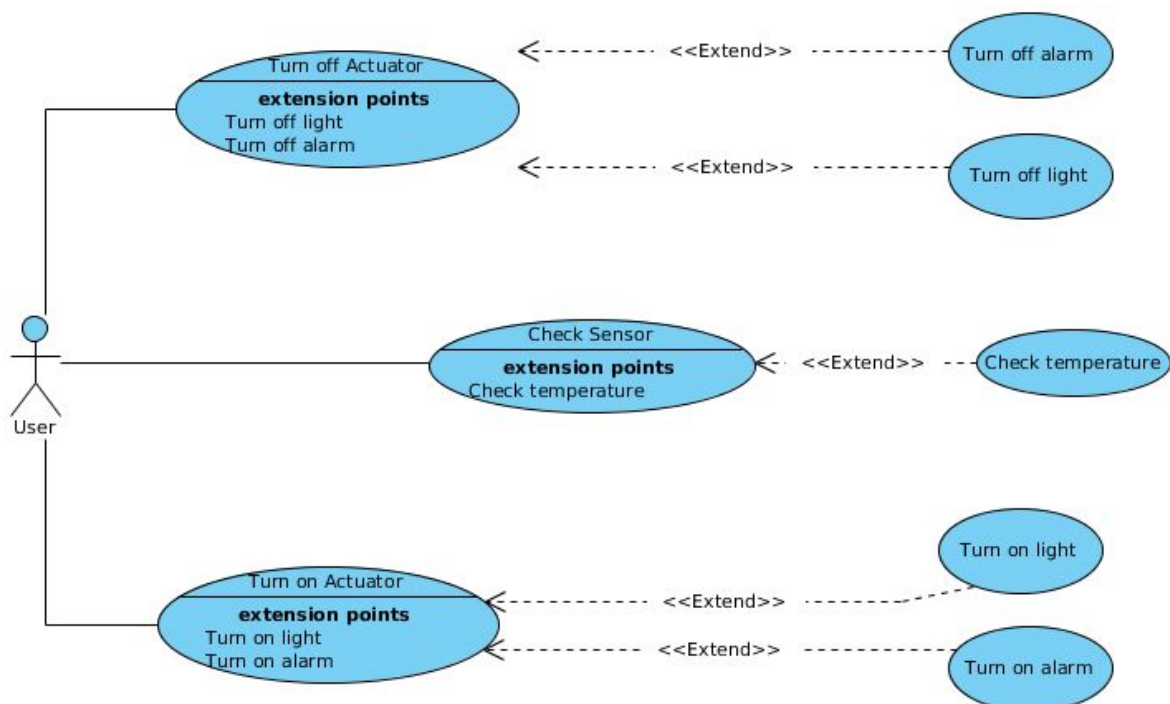 Turn off Actuator
extension points
Turn off light
Turn off alarm
<<Extend>>
Turn off alarm
<<Extend>>
Turn off light
User
Check Sensor
extension points
Check temperature
<<Extend>>
Check temperature
Turn on Actuator
extension points
Turn on light
Turn on alarm
<<Extend>>
Turn on light
<<Extend>>
Turn on alarm